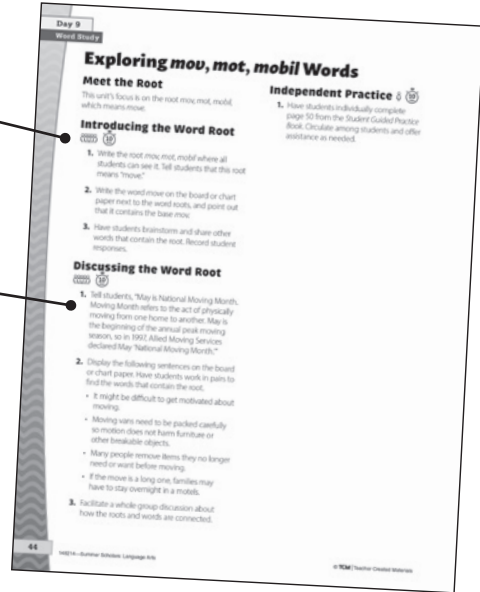 Day 9
Word Study
Exploring mov, mot, mobil Words
Meet the Root
This unit's focus is on the root mov, mot, mobil,
which means move.
Introducing the Word Root
10
1. Write the root mov, mot, mobil where all
students can see it. Tell students that this root
means "move."
2. Write the word move on the board or chart
paper next to the word roots, and point out
that it contains the base mov.
3. Have students brainstorm and share other
words that contain the root. Record student
responses.
Discussing the Word Root
10
1. Tell students, "May is National Moving Month.
Moving Month refers to the act of physically
moving from one home to another. May is
the beginning of the annual peak moving
season, so in 1997, Allied Moving Services
declared May 'National Moving Month.'"
2. Display the following sentences on the board
or chart paper. Have students work in pairs to
find the words that contain the root.
• It might be difficult to get motivated about
moving.
• Moving vans need to be packed carefully
so motion does not harm furniture or
other breakable objects.
• Many people remove items they no longer
need or want before moving.
• If the move is a long one, families may
have to stay overnight in a motels.
3. Facilitate a whole group discussion about
how the roots and words are connected.
Independent Practice
10
1. Have students individually complete
page 50 from the Student Guided Practice
Book. Circulate among students and offer
assistance as needed.
44
—Summer Scholars: Language Arts
© TCM | Teacher Created Materials